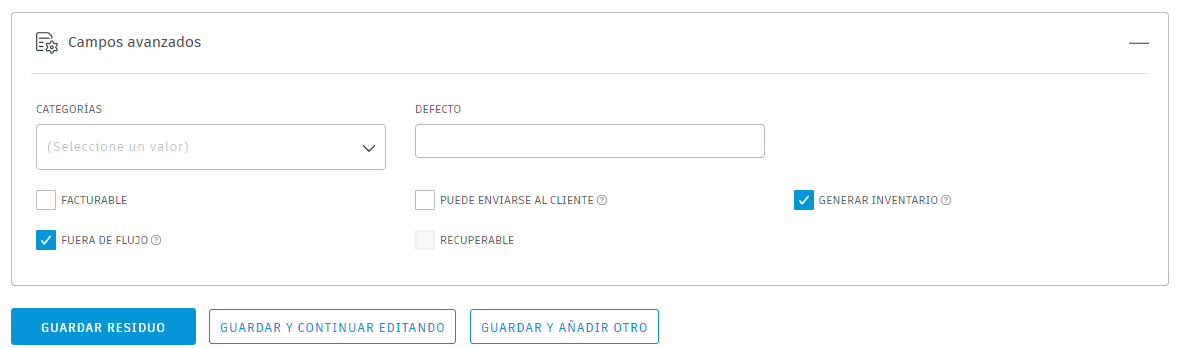 Campos avanzados
CATEGORÍAS
DEFECTO
(Seleccione un valor)
FACTURABLE
PUEDE ENVIARSE AL CLIENTE ?
GENERAR INVENTARIO ?
FUERA DE FLUJO ?
RECUPERABLE
GUARDAR RESIDUO
GUARDAR Y CONTINUAR EDITANDO
GUARDAR Y AÑADIR OTRO